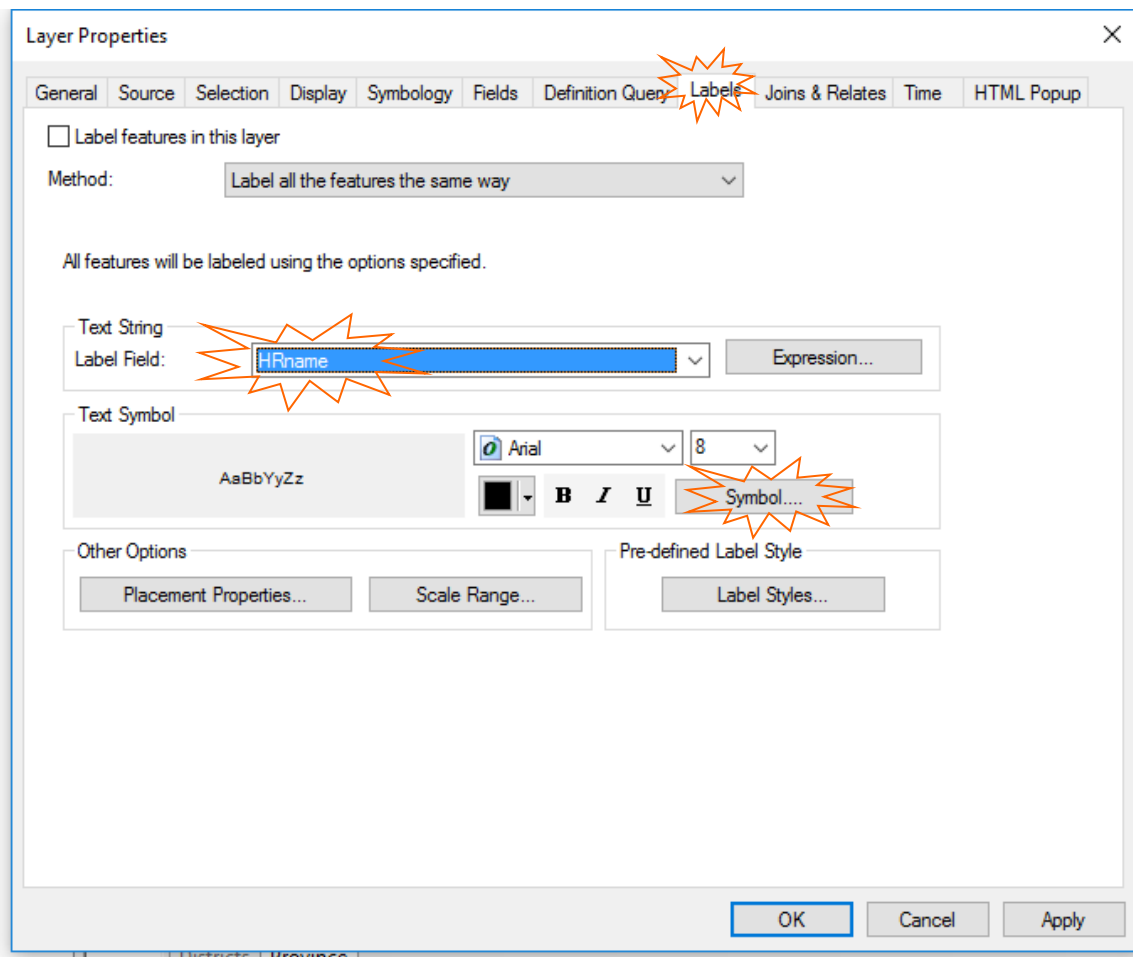 Layer Properties
General Source Selection Display Symbology Fields Definition Query Labels Joins & Relates Time HTML Popup
Label features in this layer
Method: Label all the features the same way
All features will be labeled using the options specified.
Text String
Label Field: HRname Expression...
Text Symbol
AaBbYyZz
Arial 8
B I U Symbol....
Other Options Pre-defined Label Style
Placement Properties... Scale Range... Label Styles...
OK Cancel Apply
Districts Province